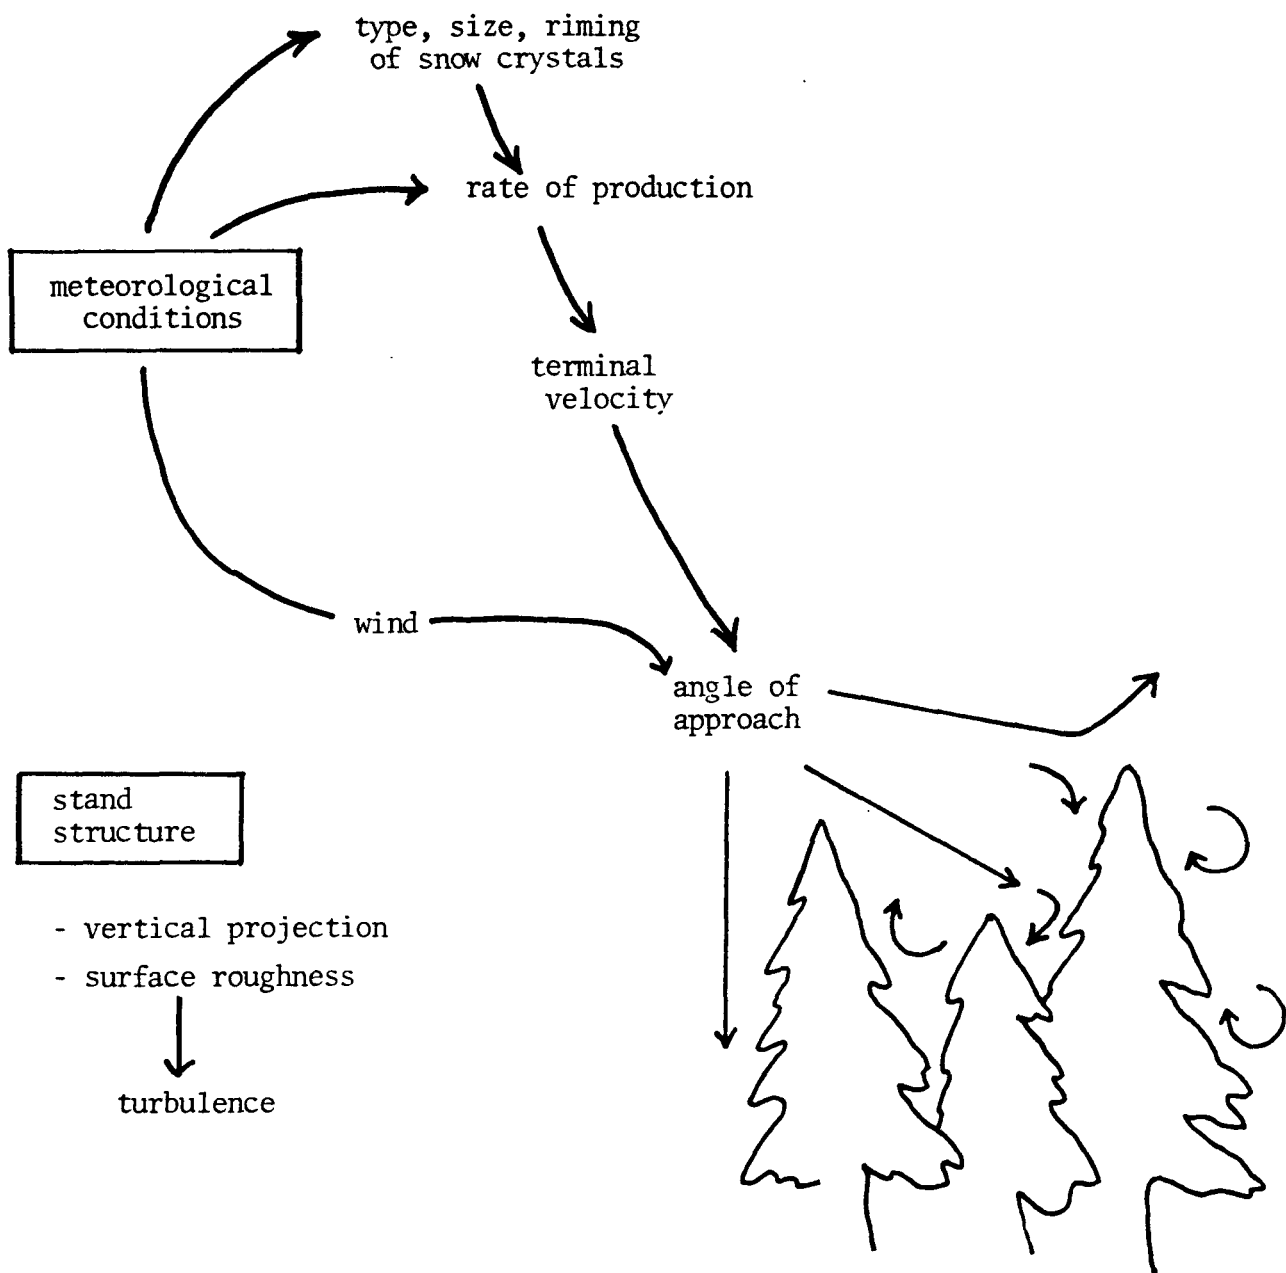 type, size, riming
of snow crystals
rate of production
meteorological
conditions
terminal
velocity
wind
angle of
approach
stand
structure
- vertical projection
- surface roughness
turbulence